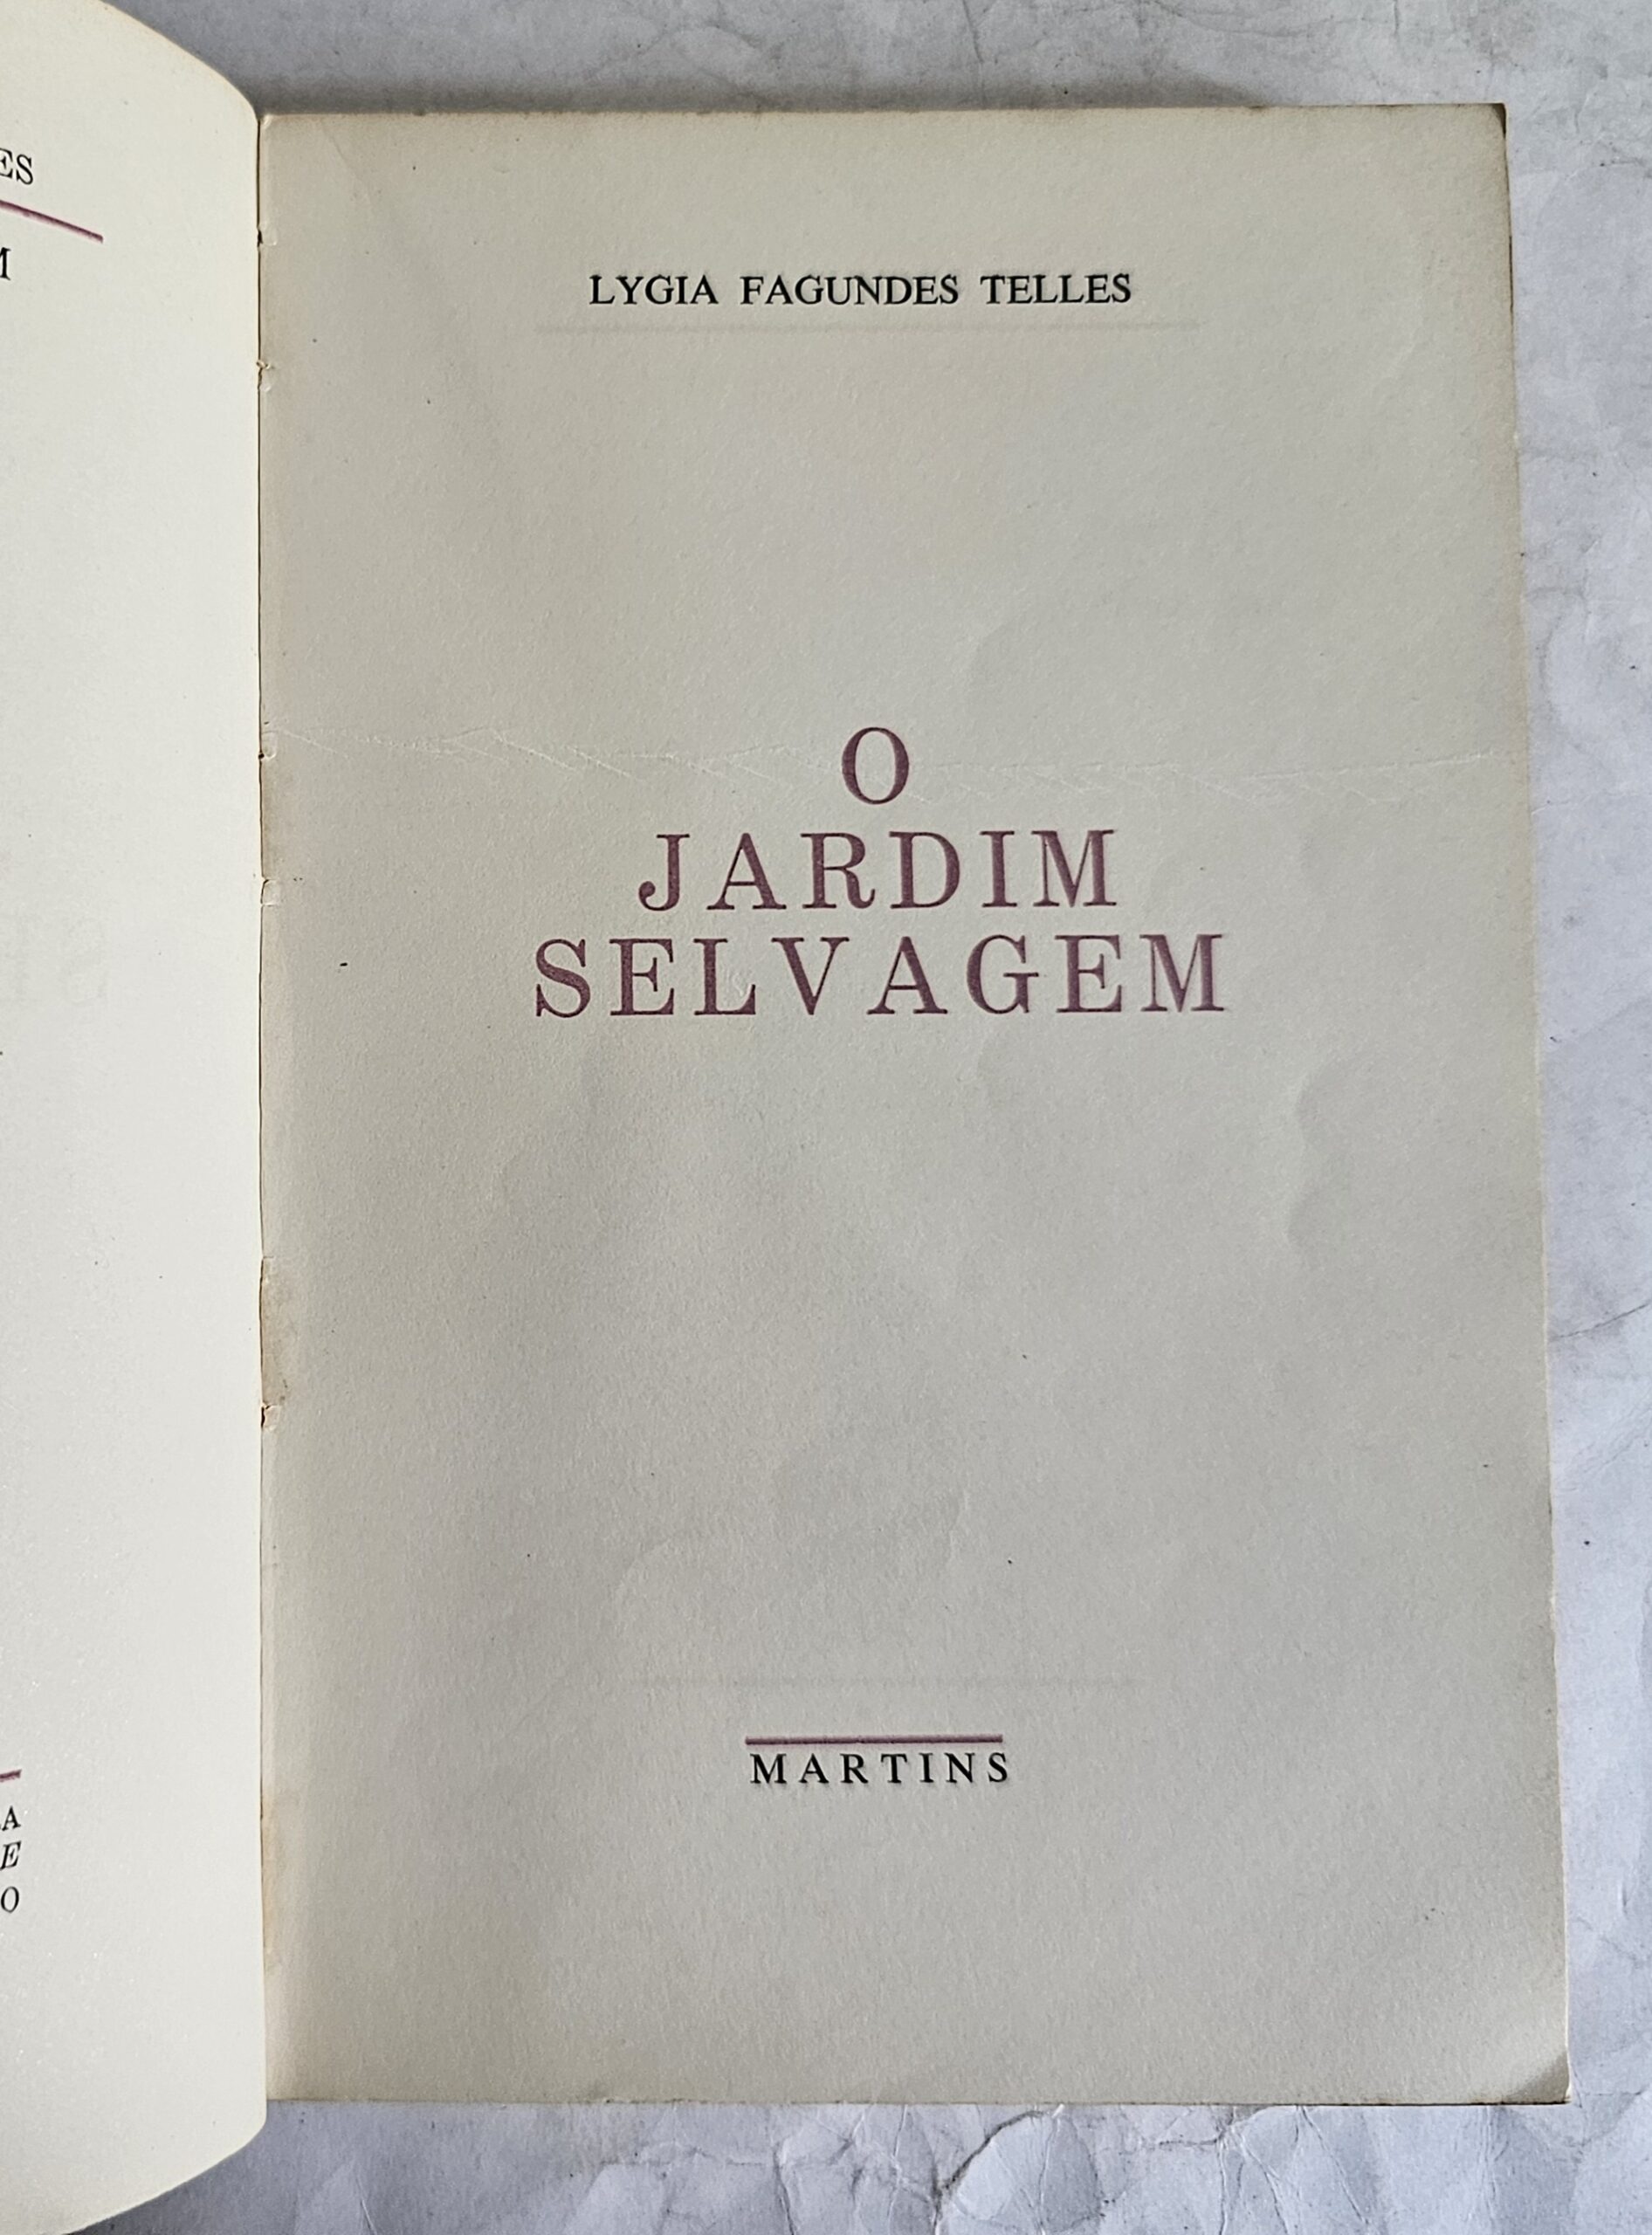 LYGIA FAGUNDES TELLES
O
JARDIM
SELVAGEM
MARTINS